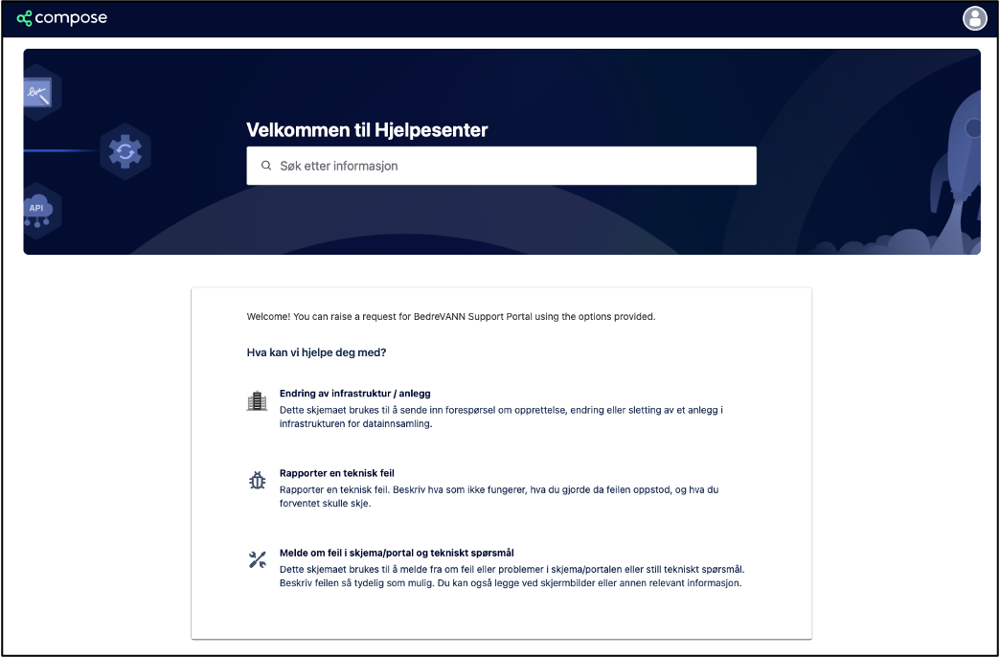 compose
API
Velkommen til Hjelpesenter
Søk etter informasjon
Welcome! You can raise a request for BedreVANN Support Portal using the options provided.
Hva kan vi hjelpe deg med?
Endring av infrastruktur / anlegg
Dette skjemaet brukes til å sende inn forespørsel om opprettelse, endring eller sletting av et anlegg i
infrastrukturen for datainnsamling.
Rapporter en teknisk feil
Rapporter en teknisk feil. Beskriv hva som ikke fungerer, hva du gjorde da feilen oppstod, og hva du
forventet skulle skje.
Melde om feil i skjema/portal og tekniskt spørsmål
Dette skjemaet brukes til å melde fra om feil eller problemer i skjema/portalen eller still tekniskt spørsmål.
Beskriv feilen så tydelig som mulig. Du kan også legge ved skjermbilder eller annen relevant informasjon.